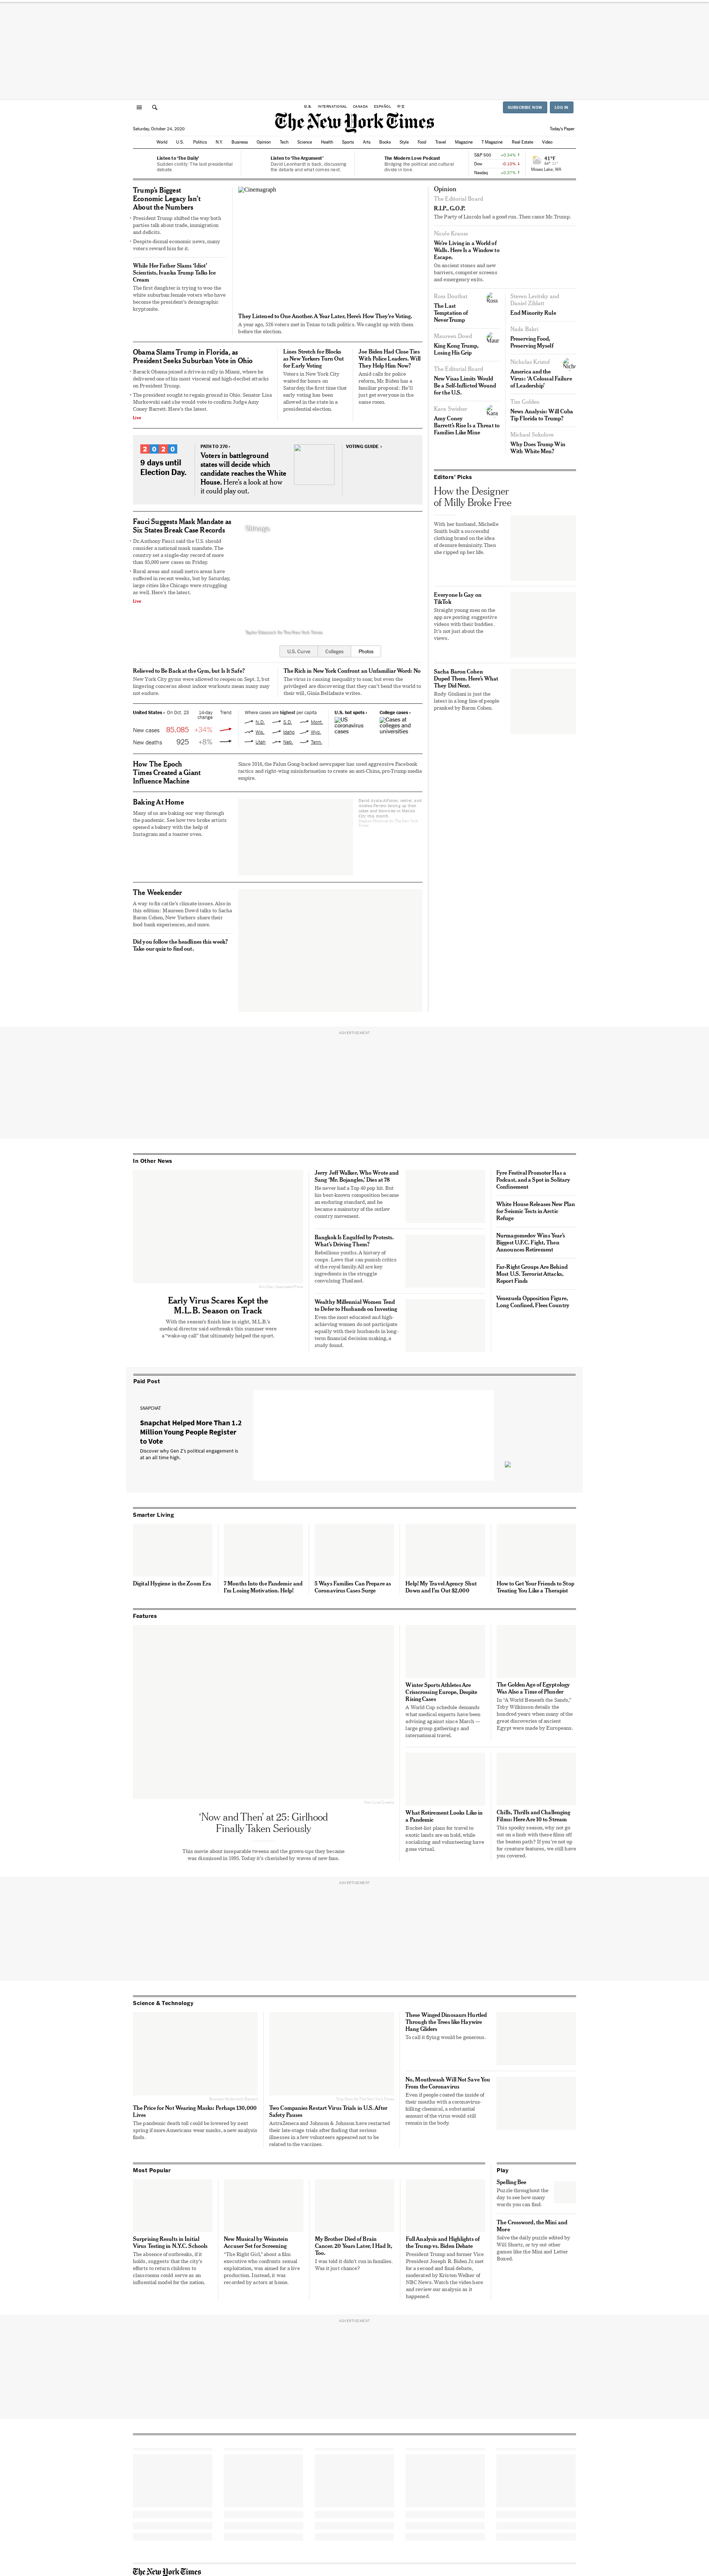 U.S. INTERNATIONAL CANADA ESPAÑOL 中文
SUBSCRIBE NOW LOG IN
The New York Times
Saturday, October 24, 2020
Today's Paper
World U.S. Politics N.Y. Business Opinion Tech Science Health Sports Arts Books Style Food Travel Magazine T Magazine Real Estate Video
Listen to 'The Daily'
Sudden civility: The last presidential
debate.
Listen to 'The Argument'
David Leonhardt is back, discussing
the debate and what comes next.
The Modern Love Podcast
Bringing the political and cultural
divide in love.
S&P 500 +0.34% ↑
Dow -0.10% ↓
Nasdaq +0.37% ↑
41°F
Moses Lake, WA
Trump's Biggest
Economic Legacy Isn't
About the Numbers
President Trump shifted the way both
parties talk about trade, immigration
and deficits.
Despite dismal economic news, many
voters reward him for it.
While Her Father Slams 'Idiot'
Scientists, Ivanka Trump Talks Ice
Cream
The first daughter is trying to woo the
white suburban female voters who have
become the president's demographic
kryptonite.
Cinemagraph
They Listened to One Another. A Year Later, Here's How They're Voting.
A year ago, 526 voters met in Texas to talk politics. We caught up with them
before the election.
Obama Slams Trump in Florida, as
President Seeks Suburban Vote in Ohio
Barack Obama joined a drive-in rally in Miami, where he
delivered one of his most visceral and high-decibel attacks
on President Trump.
The president sought to regain ground in Ohio. Senator Lisa
Murkowski said she would vote to confirm Judge Amy
Coney Barrett. Here's the latest.
Live
Lines Stretch for Blocks
as New Yorkers Turn Out
for Early Voting
Voters in New York City
waited for hours on
Saturday, the first time that
early voting has been
allowed in the state in a
presidential election.
Joe Biden Had Close Ties
With Police Leaders. Will
They Help Him Now?
Amid calls for police
reform, Mr. Biden has a
familiar proposal: He'll
get everyone in the
same room.
2020
9 days until
Election Day.
PATH TO 270 ›
Voters in battleground
states will decide which
candidate reaches the White
House. Here's a look at how
it could play out.
VOTING GUIDE ›
Fauci Suggests Mask Mandate as
Six States Break Case Records
Dr. Anthony Fauci said the U.S. should
consider a national mask mandate. The
country set a single-day record of more
than 85,000 new cases on Friday.
Rural areas and small metro areas have
suffered in recent weeks, but by Saturday,
large cities like Chicago were struggling
as well. Here's the latest.
Live
U.S. Curve Colleges Photos
Relieved to Be Back at the Gym, but Is It Safe?
New York City gyms were allowed to reopen on Sept. 2, but
lingering concerns about indoor workouts mean many may
not endure.
The Rich in New York Confront an Unfamiliar Word: No
The virus is causing inequality to soar, but even the
privileged are discovering that they can't bend the world to
their will, Ginia Bellafante writes.
United States › On Oct. 23 14-day
change Trend
New cases 85,085 +34%
New deaths 925 +8%
Where cases are highest per capita
N.D. S.D. Mont.
Wis. Idaho Wyo.
Utah Neb. Tenn.
U.S. hot spots ›
US
coronavirus
cases
College cases ›
Cases at
colleges and
universities
How The Epoch
Times Created a Giant
Influence Machine
Since 2016, the Falun Gong-backed newspaper has used aggressive Facebook
tactics and right-wing misinformation to create an anti-China, pro-Trump media
empire.
Baking At Home
Many of us are baking our way through
the pandemic. See how two broke artists
opened a bakery with the help of
Instagram and a toaster oven.
The Weekender
A way to fix cattle's climate issues. Also in
this edition: Maureen Dowd talks to Sacha
Baron Cohen, New Yorkers share their
food bank experiences, and more.
Did you follow the headlines this week?
Take our quiz to find out.
Opinion
The Editorial Board
R.I.P., G.O.P.
The Party of Lincoln had a good run. Then came Mr. Trump.
Nicole Krauss
We're Living in a World of
Walls. Here Is a Window to
Escape.
On ancient stones and new
barriers, computer screens
and emergency exits.
Ross Douthat
The Last
Temptation of
NeverTrump
Maureen Dowd
King Kong Trump,
Losing His Grip
The Editorial Board
New Visas Limits Would
Be a Self-Inflicted Wound
for the U.S.
Kara Swisher
Amy Coney
Barrett's Rise Is a Threat to
Families Like Mine
Steven Levitsky and
Daniel Ziblatt
End Minority Rule
Nada Bakri
Preserving Food,
Preserving Myself
Nicholas Kristof
America and the
Virus: 'A Colossal Failure
of Leadership'
Tim Golden
News Analysis: Will Cuba
Tip Florida to Trump?
Michael Sokolove
Why Does Trump Win
With White Men?
Editors' Picks
How the Designer
of Milly Broke Free
With her husband, Michelle
Smith built a successful
clothing brand on the idea
of demure femininity. Then
she ripped up her life.
Everyone Is Gay on
TikTok
Straight young men on the
app are posting suggestive
videos with their buddies.
It's not just about the
views.
Sacha Baron Cohen
Duped Them. Here's What
They Did Next.
Rudy Giuliani is just the
latest in a long line of people
pranked by Baron Cohen.
ADVERTISEMENT
In Other News
Early Virus Scares Kept the
M.L.B. Season on Track
With the season's finish line in sight, M.L.B.'s
medical director said outbreaks this summer were
a "wake-up call" that ultimately helped the sport.
Jerry Jeff Walker, Who Wrote and
Sang 'Mr. Bojangles,' Dies at 78
He never had a Top 40 pop hit. But
his best-known composition became
an enduring standard, and he
became a mainstay of the outlaw
country movement.
Bangkok Is Engulfed by Protests.
What's Driving Them?
Rebellious youths. A history of
coups. Laws that can punish critics
of the royal family. All are key
ingredients in the struggle
convulsing Thailand.
Wealthy Millennial Women Tend
to Defer to Husbands on Investing
Even the most educated and high-
achieving women do not participate
equally with their husbands in long-
term financial decision making, a
study found.
Fyre Festival Promoter Has a
Podcast, and a Spot in Solitary
Confinement
White House Releases New Plan
for Seismic Tests in Arctic
Refuge
Nurmagomedov Wins Year's
Biggest U.F.C. Fight, Then
Announces Retirement
Far-Right Groups Are Behind
Most U.S. Terrorist Attacks,
Report Finds
Venezuela Opposition Figure,
Long Confined, Flees Country
Paid Post
SNAPCHAT
Snapchat Helped More Than 1.2
Million Young People Register
to Vote
Discover why Gen Z's political engagement is
at an all time high.
Smarter Living
Digital Hygiene in the Zoom Era
7 Months Into the Pandemic and
I'm Losing Motivation. Help!
5 Ways Families Can Prepare as
Coronavirus Cases Surge
Help! My Travel Agency Shut
Down and I'm Out $2,000
How to Get Your Friends to Stop
Treating You Like a Therapist
Features
'Now and Then' at 25: Girlhood
Finally Taken Seriously
This movie about inseparable tweens and the grown-ups they became
was dismissed in 1995. Today it's cherished by waves of new fans.
Winter Sports Athletes Are
Crisscrossing Europe, Despite
Rising Cases
A World Cup schedule demands
what medical experts have been
advising against since March —
large group gatherings and
international travel.
The Golden Age of Egyptology
Was Also a Time of Plunder
In "A World Beneath the Sands,"
Toby Wilkinson details the
hundred years when many of the
great discoveries of ancient
Egypt were made by Europeans.
What Retirement Looks Like in
a Pandemic
Bucket-list plans for travel to
exotic lands are on hold, while
socializing and volunteering have
gone virtual.
Chills, Thrills and Challenging
Films: Here Are 10 to Stream
This spooky season, why not go
out on a limb with these films off
the beaten path? If you're not up
for creature features, we still have
you covered.
ADVERTISEMENT
Science & Technology
The Price for Not Wearing Masks: Perhaps 130,000
Lives
The pandemic death toll could be lowered by next
spring if more Americans wear masks, a new analysis
finds.
Two Companies Restart Virus Trials in U.S. After
Safety Pauses
AstraZeneca and Johnson & Johnson have restarted
their late-stage trials after finding that serious
illnesses in a few volunteers appeared not to be
related to the vaccines.
These Winged Dinosaurs Hurtled
Through the Trees like Haywire
Hang Gliders
To call it flying would be generous.
No, Mouthwash Will Not Save You
From the Coronavirus
Even if people coated the inside of
their mouths with a coronavirus-
killing chemical, a substantial
amount of the virus would still
remain in the body.
Most Popular
Surprising Results in Initial
Virus Testing in N.Y.C. Schools
The absence of outbreaks, if it
holds, suggests that the city's
efforts to return children to
classrooms could serve as an
influential model for the nation.
New Musical by Weinstein
Accuser Set for Screening
"The Right Girl," about a film
executive who confronts sexual
exploitation, was aimed for a live
production. Instead, it was
recorded by actors at home.
My Brother Died of Brain
Cancer. 20 Years Later, I Had It,
Too.
I was told it didn't run in families.
Was it just chance?
Full Analysis and Highlights of
the Trump vs. Biden Debate
President Trump and former Vice
President Joseph R. Biden Jr. met
for a second and final debate,
moderated by Kristen Welker of
NBC News. Watch the video here
and review our analysis as it
happened.
Play
Spelling Bee
Puzzle throughout the
day to see how many
words you can find.
The Crossword, the Mini and
More
Solve the daily puzzle edited by
Will Shortz, or try out other
games like the Mini and Letter
Boxed.
ADVERTISEMENT
The New York Times